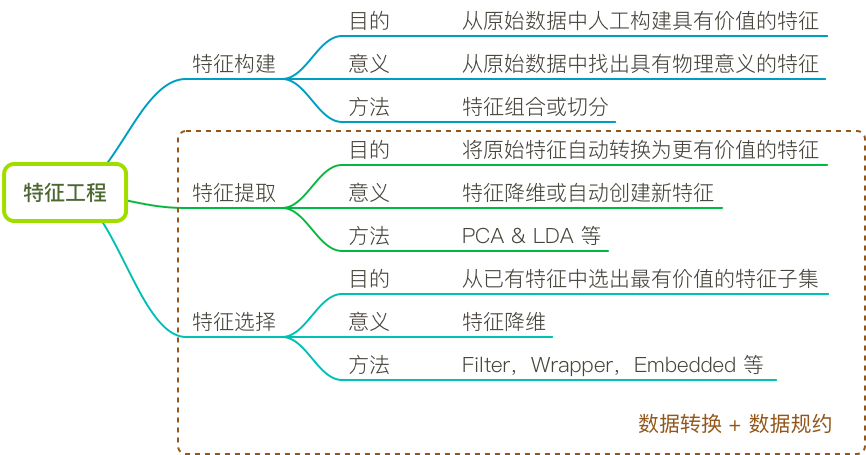 特征工程
特征构建
目的 从原始数据中人工构建具有价值的特征
意义 从原始数据中找出具有物理意义的特征
方法 特征组合或切分
特征提取
目的 将原始特征自动转换为更有价值的特征
意义 特征降维或自动创建新特征
方法 PCA & LDA 等
特征选择
目的 从已有特征中选出最有价值的特征子集
意义 特征降维
方法 Filter，Wrapper，Embedded 等
数据转换 + 数据规约